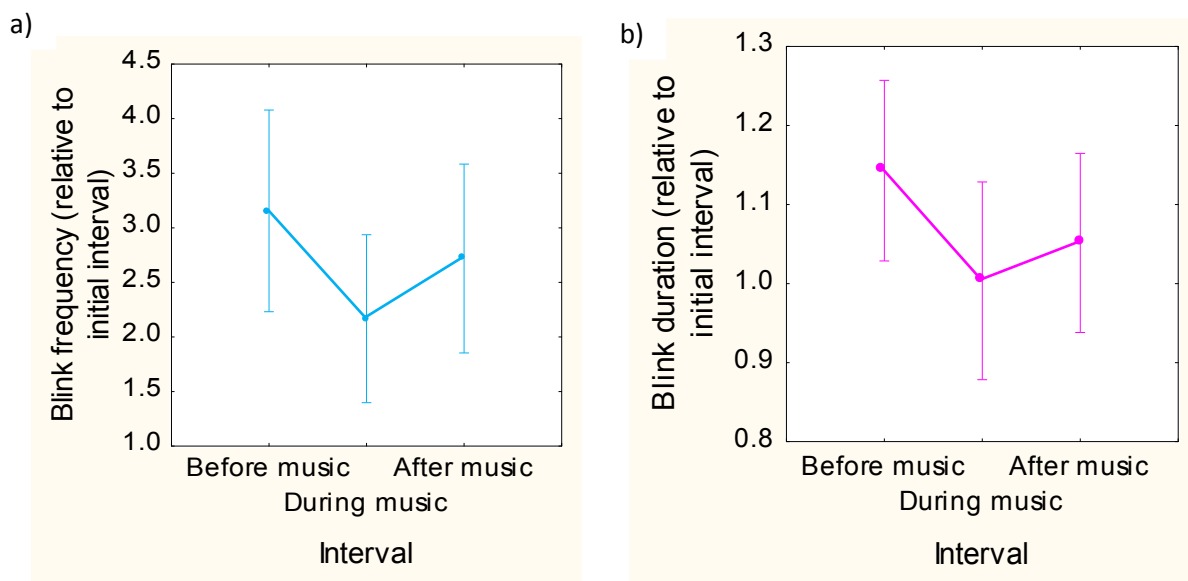 a)
Blink frequency (relative to
initial interval)
4.5
4.0
3.5
3.0
2.5
2.0
1.5
1.0
Before music
After music
During music
Interval
b)
Blink duration (relative to
initial interval)
1.3
1.2
1.1
1.0
0.9
0.8
Before music
After music
During music
Interval